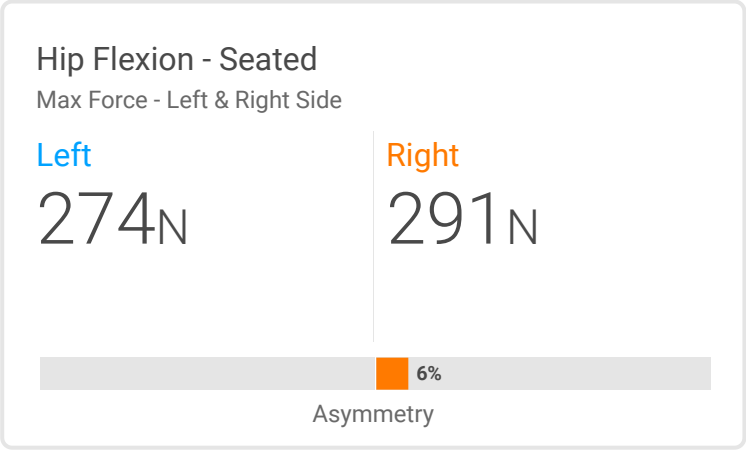 Hip Flexion - Seated
Max Force - Left & Right Side
Left
274N
Right
291N
6%
Asymmetry